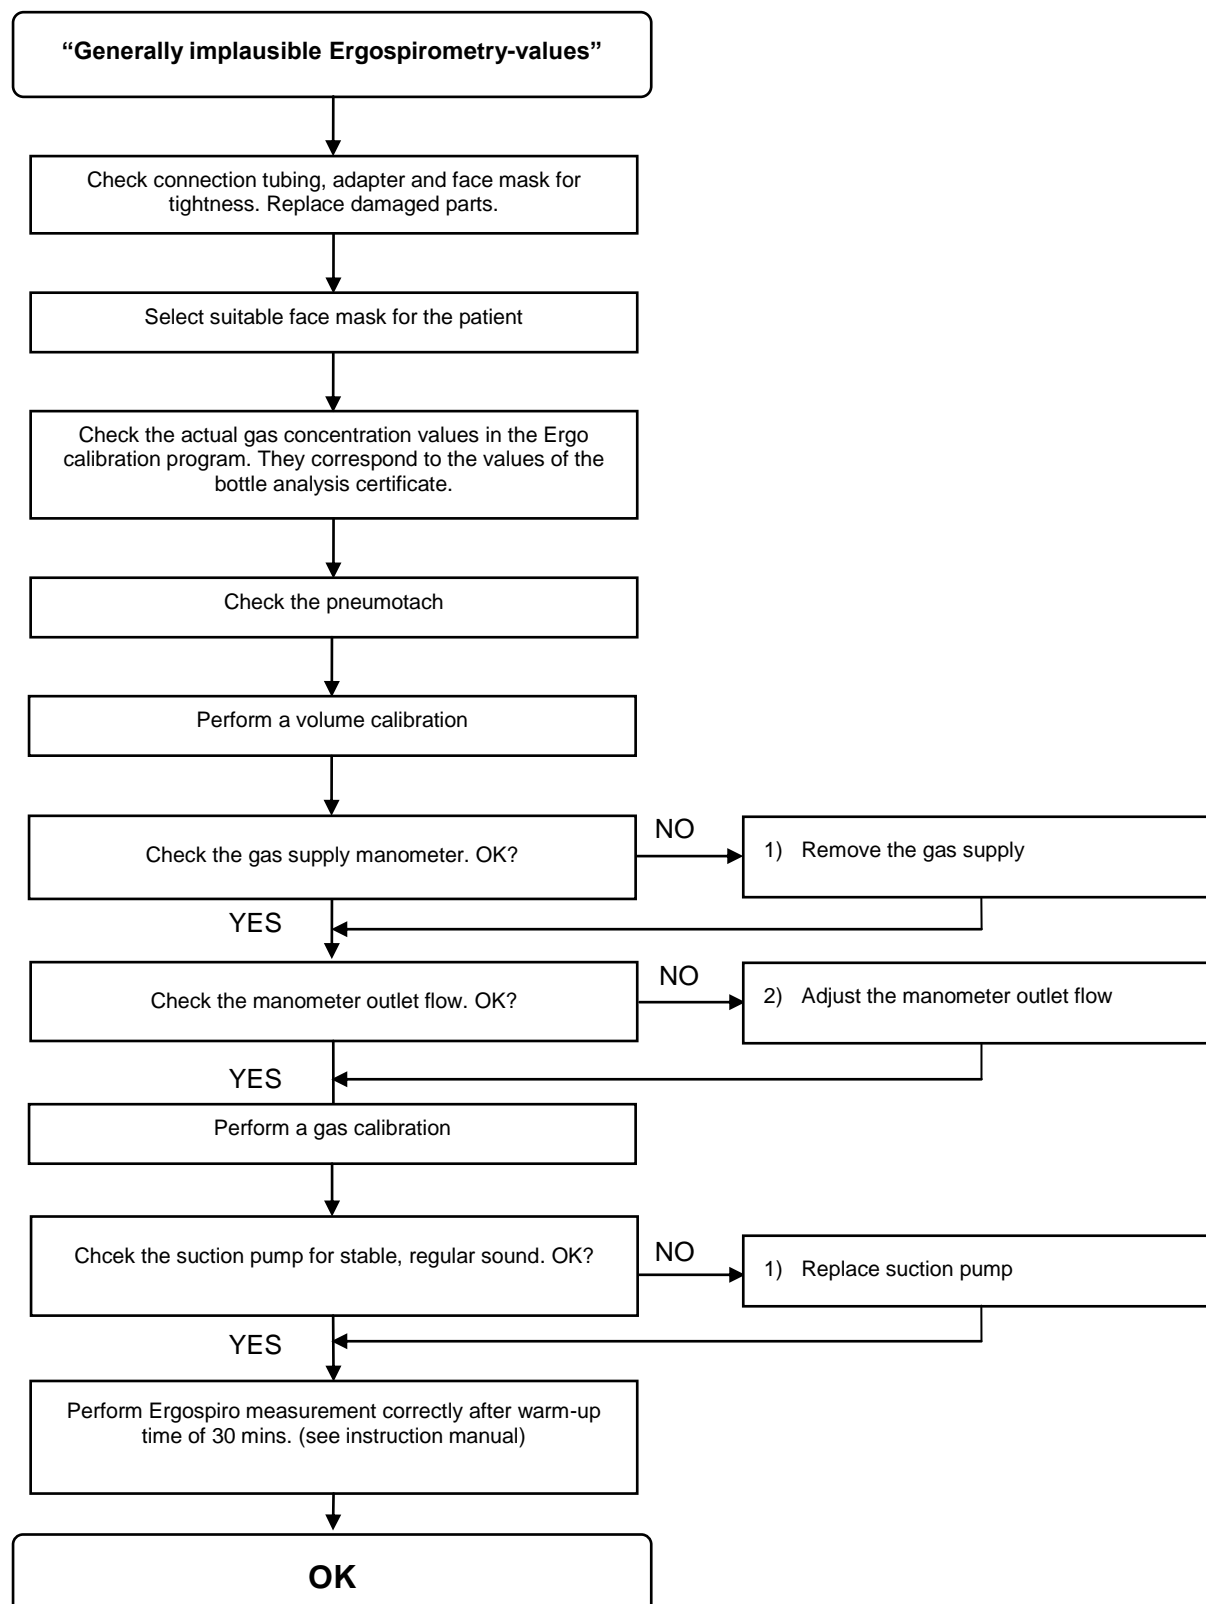 “Generally implausible Ergospirometry-values”
Check connection tubing, adapter and face mask for
tightness. Replace damaged parts.
Select suitable face mask for the patient
Check the actual gas concentration values in the Ergo
calibration program. They correspond to the values of the
bottle analysis certificate.
Check the pneumotach
Perform a volume calibration
Check the gas supply manometer. OK?
NO
1) Remove the gas supply
YES
Check the manometer outlet flow. OK?
NO
2) Adjust the manometer outlet flow
YES
Perform a gas calibration
Chcek the suction pump for stable, regular sound. OK?
NO
1) Replace suction pump
YES
Perform Ergospiro measurement correctly after warm-up
time of 30 mins. (see instruction manual)
OK